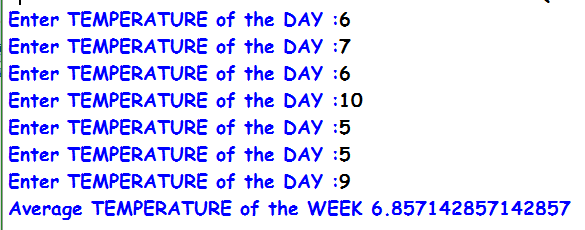 Enter TEMPERATURE of the DAY :6
Enter TEMPERATURE of the DAY :7
Enter TEMPERATURE of the DAY :6
Enter TEMPERATURE of the DAY :10
Enter TEMPERATURE of the DAY :5
Enter TEMPERATURE of the DAY :5
Enter TEMPERATURE of the DAY :9
Average TEMPERATURE of the WEEK 6.857142857142857